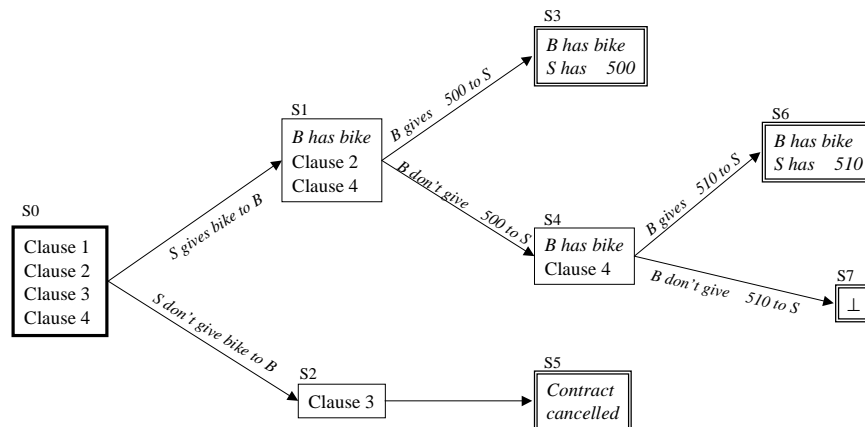 S3
B has bike
S has 500
S6
B has bike
S has 510
S1
B has bike
Clause 2
Clause 4
B gives 500 to S
B don't give 500 to S
S4
B has bike
Clause 4
B gives 510 to S
B don't give 510 to S
S7
⊥
S0
Clause 1
Clause 2
Clause 3
Clause 4
S gives bike to B
S don't give bike to B
S2
Clause 3
S5
Contract
cancelled